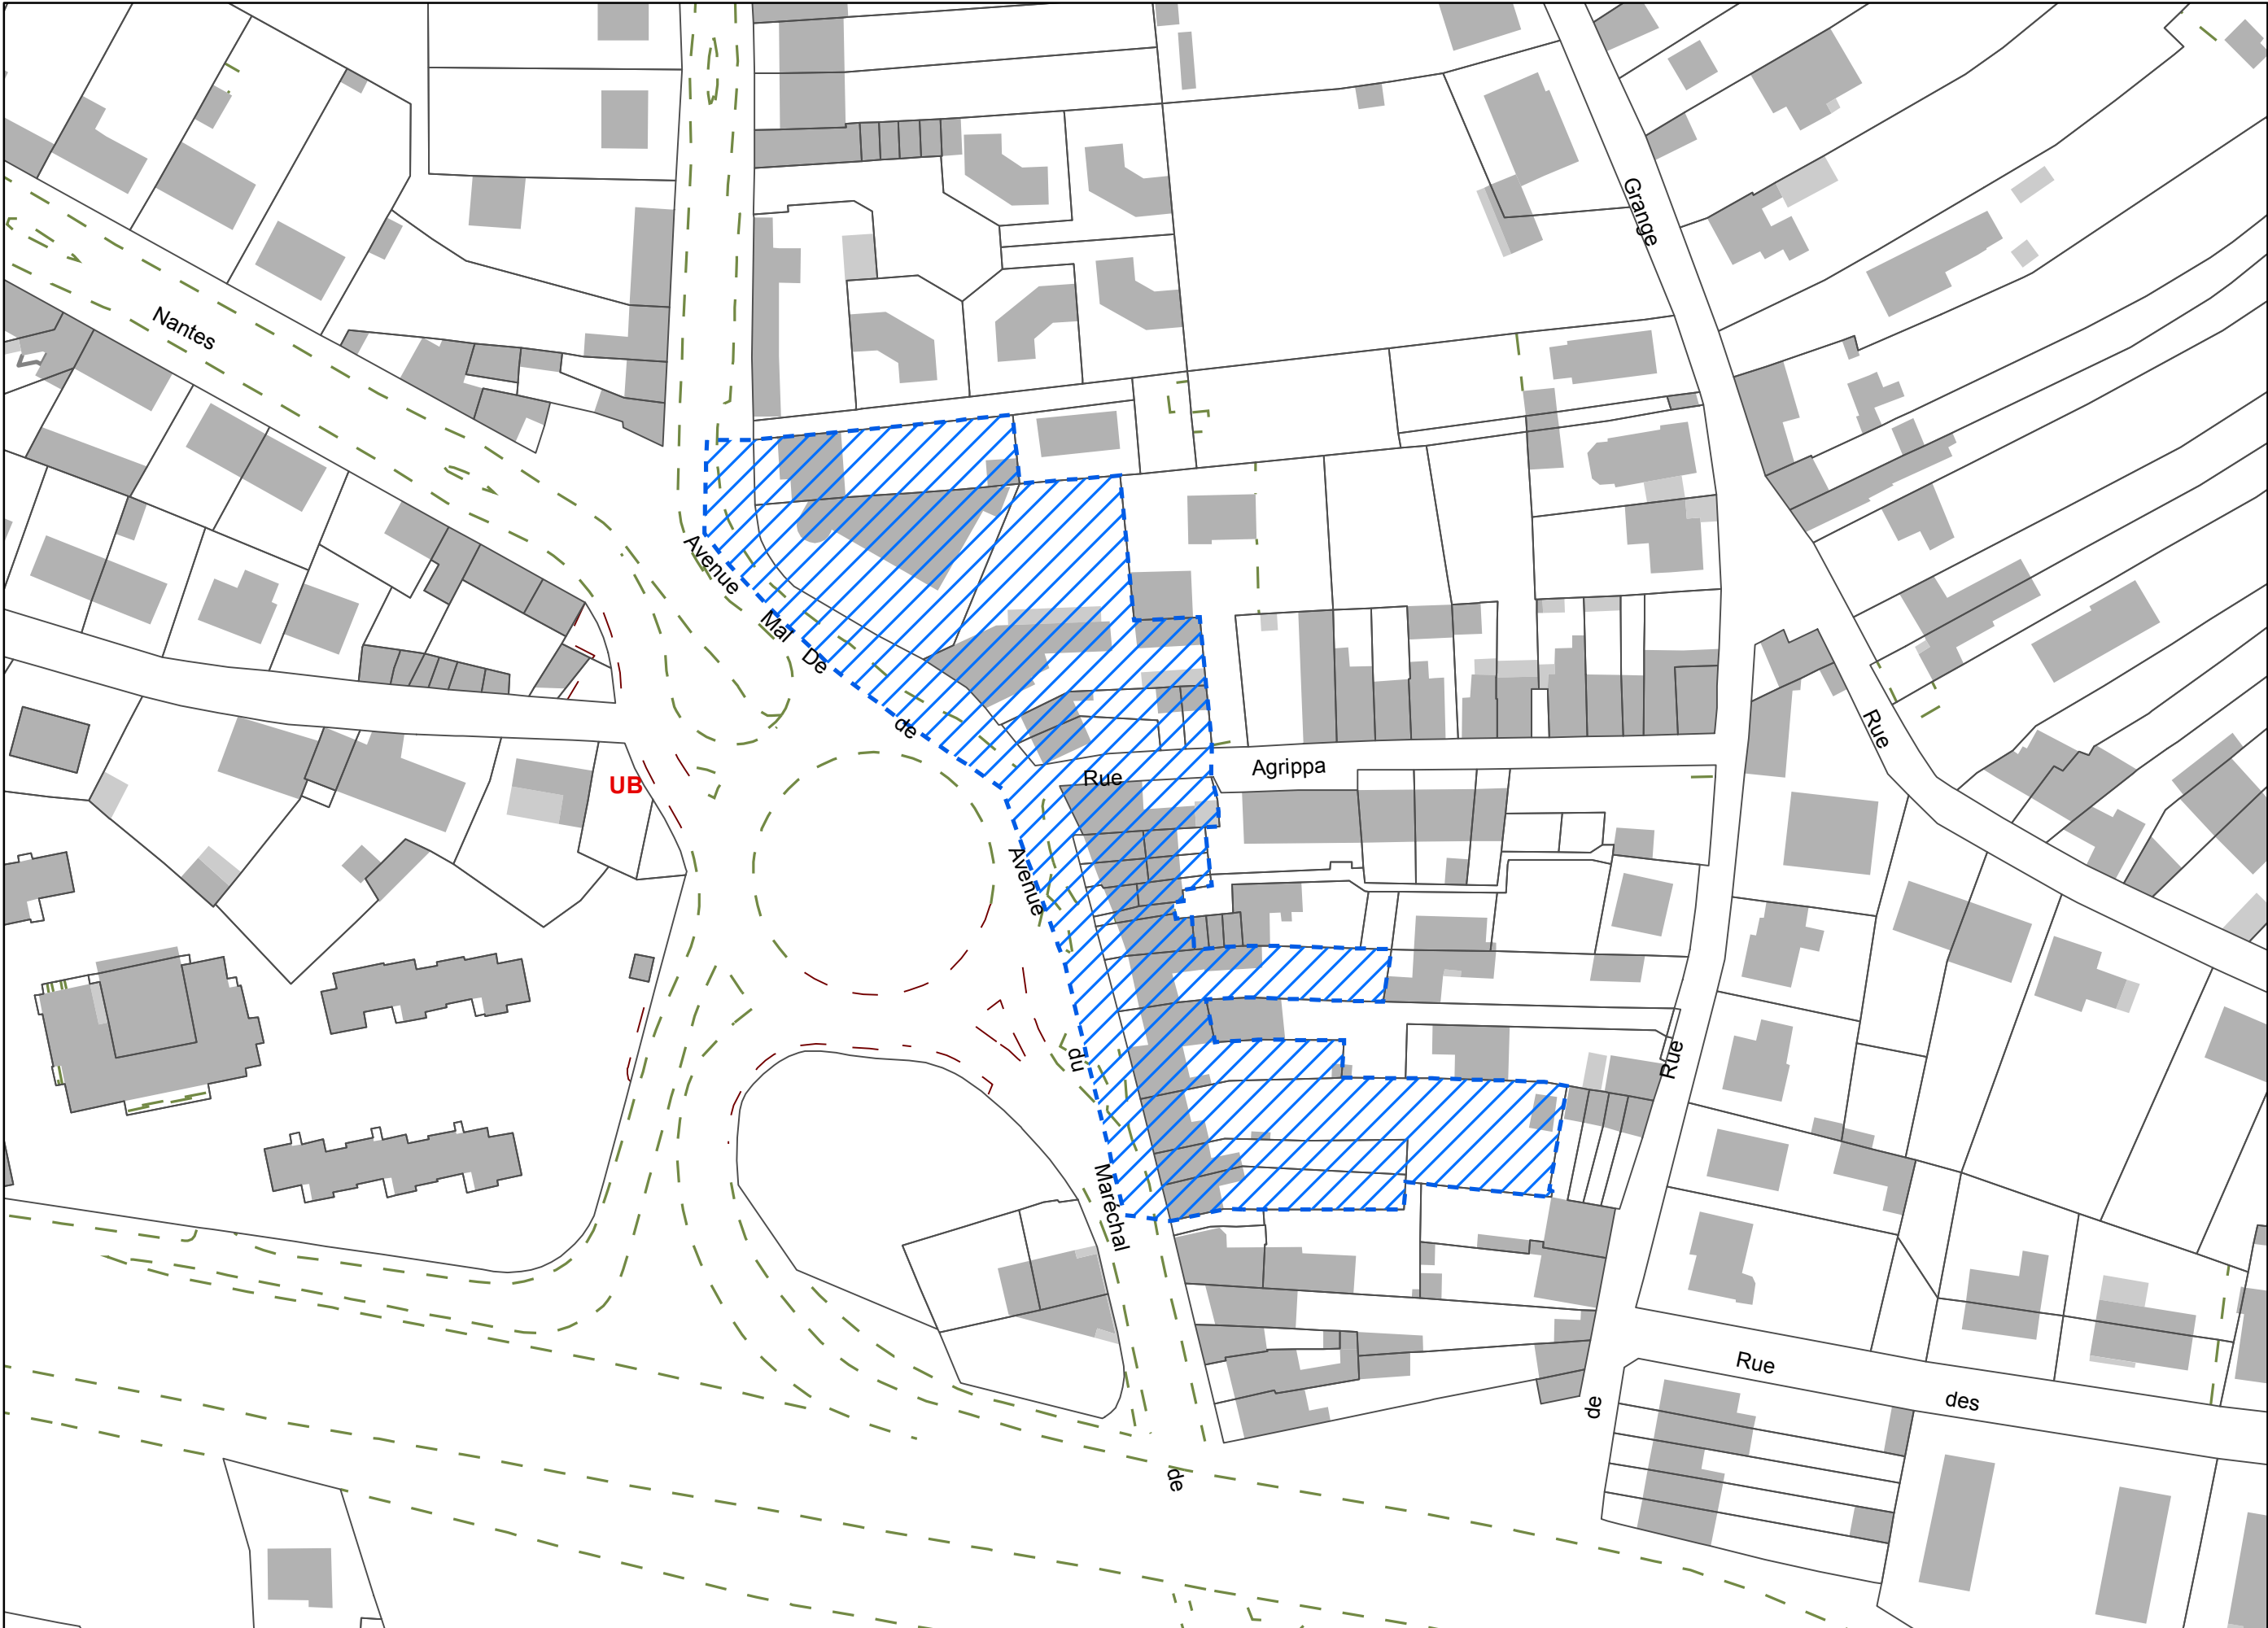 Grange
Nantes
Avenue
Mal
De
de
Rue
Agrippa
Rue
UB
Avenue
du
Rue
Maréchal
Rue
des
de
de